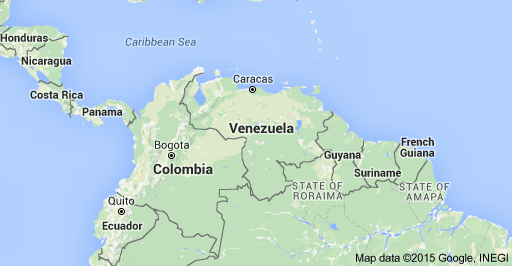 Honduras
Caribbean Sea
Nicaragua
Costa Rica
Panama
Caracas
Venezuela
Bogota
Colombia
Guyana
French
Guiana
Suriname
STATE OF
RORAIMA
STATE OF
AMAPÁ
Quito
Ecuador
Map data ©2015 Google, INEGI